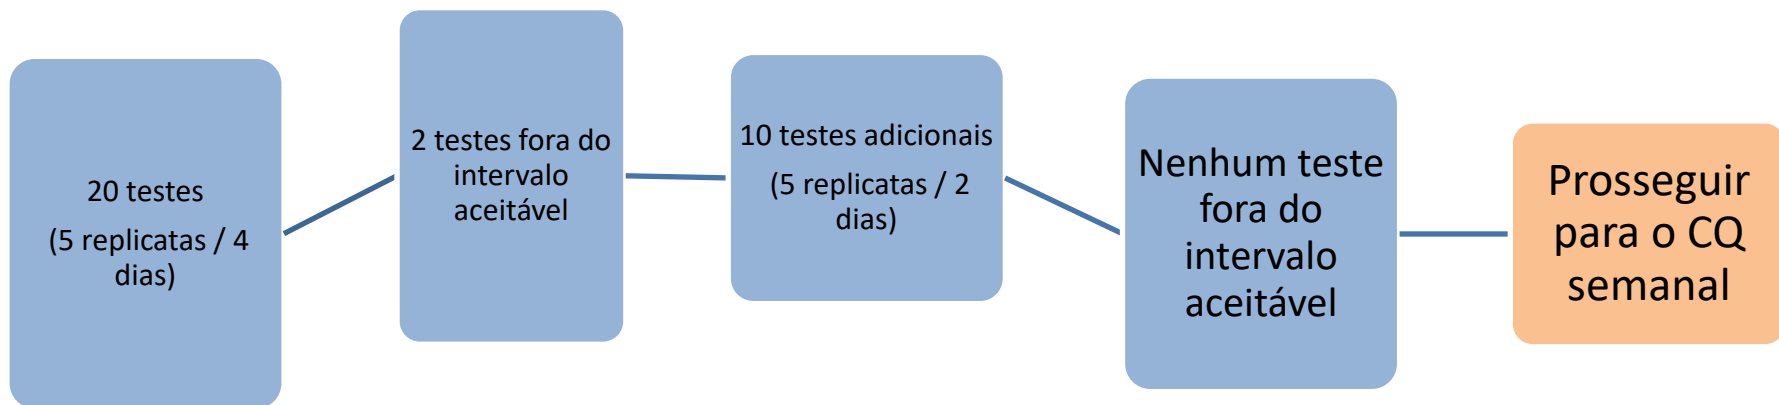 20 testes
(5 replicatas / 4
dias)
2 testes fora do
intervalo
aceitável
10 testes adicionais
(5 replicatas / 2
dias)
Nenhum teste
fora do
intervalo
aceitável
Prosseguir
para o CQ
semanal